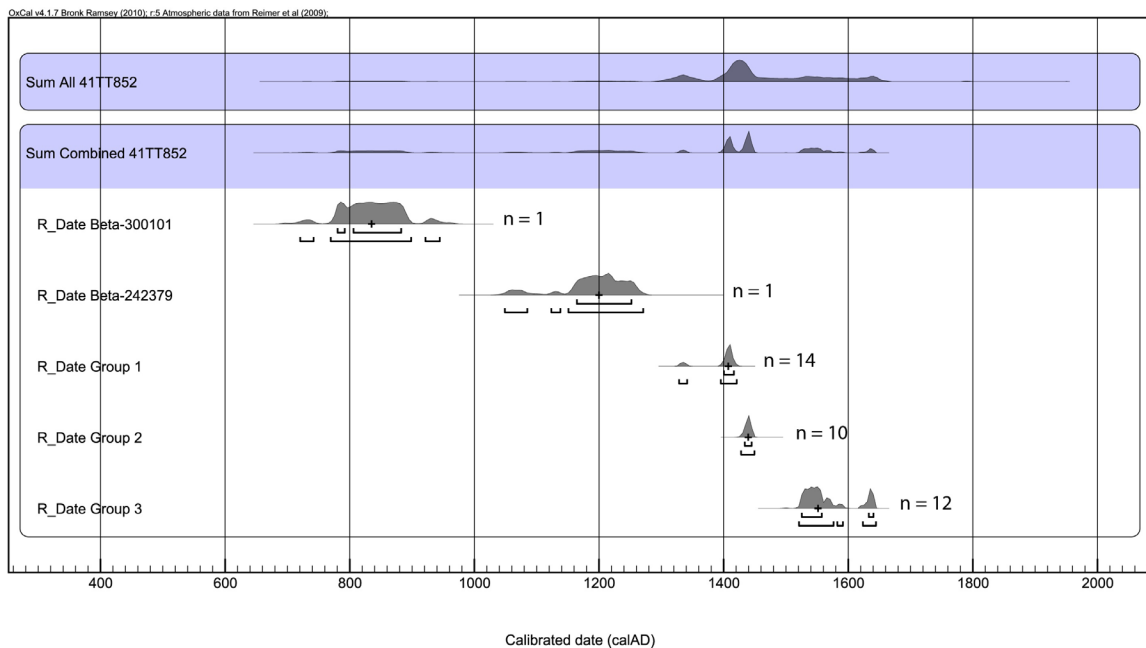 OxCal v4.1.7 Bronk Ramsey (2010); r:5 Atmospheric data from Reimer et al (2009);
Sum All 41TT852
Sum Combined 41TT852
R_Date Beta-300101
n = 1
R_Date Beta-242379
n = 1
R_Date Group 1
n = 14
R_Date Group 2
n = 10
R_Date Group 3
n = 12
400 600 800 1000 1200 1400 1600 1800 2000
Calibrated date (calAD)